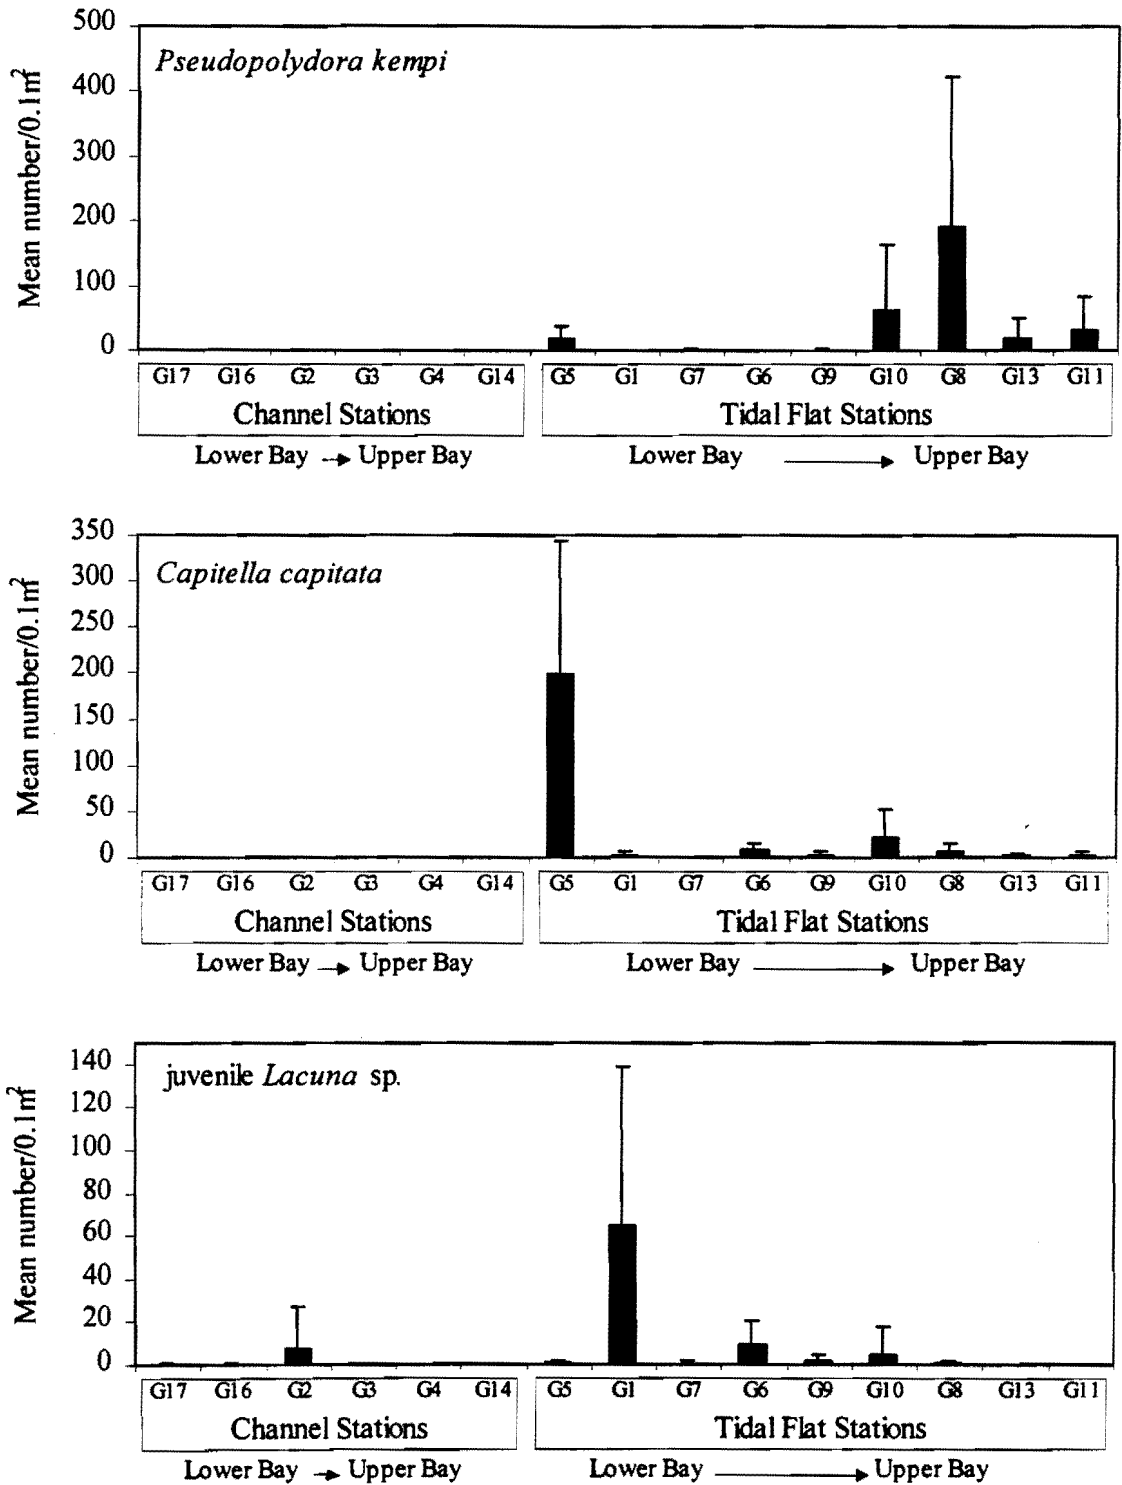 Pseudopolydora kempi
Mean number/0.1m²
500
400
300
200
100
0
G17 G16 G2 G3 G4 G14 G5 G1 G7 G6 G9 G10 G8 G13 G11
Channel Stations Tidal Flat Stations
Lower Bay Upper Bay Lower Bay Upper Bay
Capitella capitata
Mean number/0.1m²
350
300
250
200
150
100
50
0
G17 G16 G2 G3 G4 G14 G5 G1 G7 G6 G9 G10 G8 G13 G11
Channel Stations Tidal Flat Stations
Lower Bay Upper Bay Lower Bay Upper Bay
juvenile Lacuna sp.
Mean number/0.1m²
140
120
100
80
60
40
20
0
G17 G16 G2 G3 G4 G14 G5 G1 G7 G6 G9 G10 G8 G13 G11
Channel Stations Tidal Flat Stations
Lower Bay Upper Bay Lower Bay Upper Bay